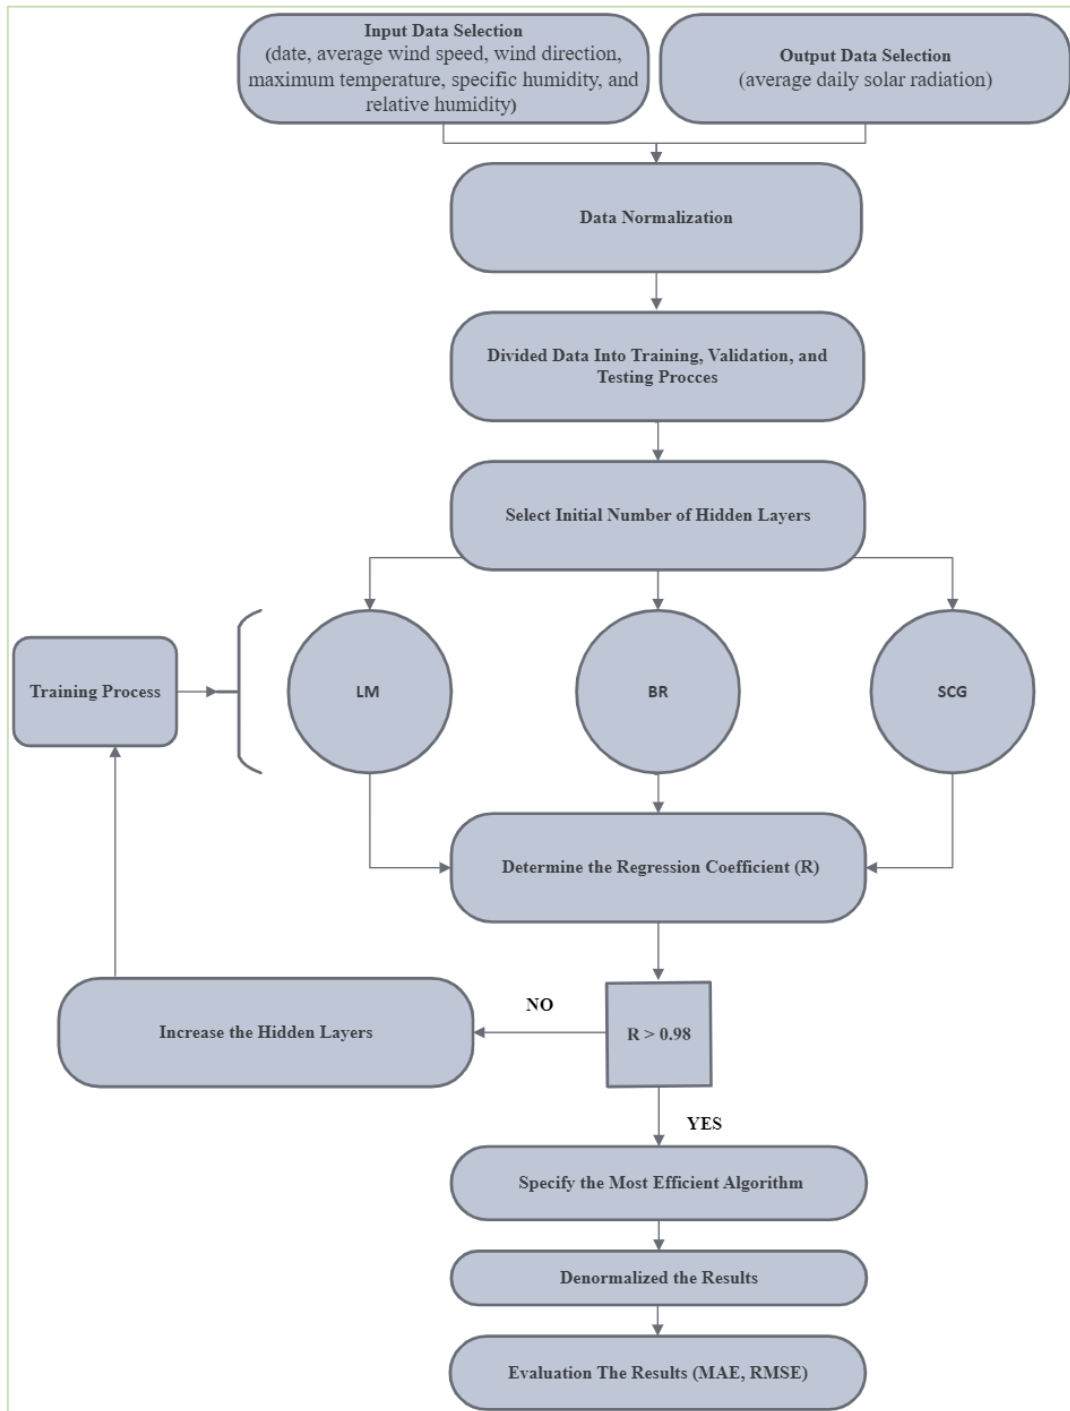 Input Data Selection
(date, average wind speed, wind direction,
maximum temperature, specific humidity, and
relative humidity)
Output Data Selection
(average daily solar radiation)
Data Normalization
Divided Data Into Training, Validation, and
Testing Procces
Select Initial Number of Hidden Layers
Training Process
LM
BR
SCG
Determine the Regression Coefficient (R)
R > 0.98
NO
Increase the Hidden Layers
YES
Specify the Most Efficient Algorithm
Denormalized the Results
Evaluation The Results (MAE, RMSE)